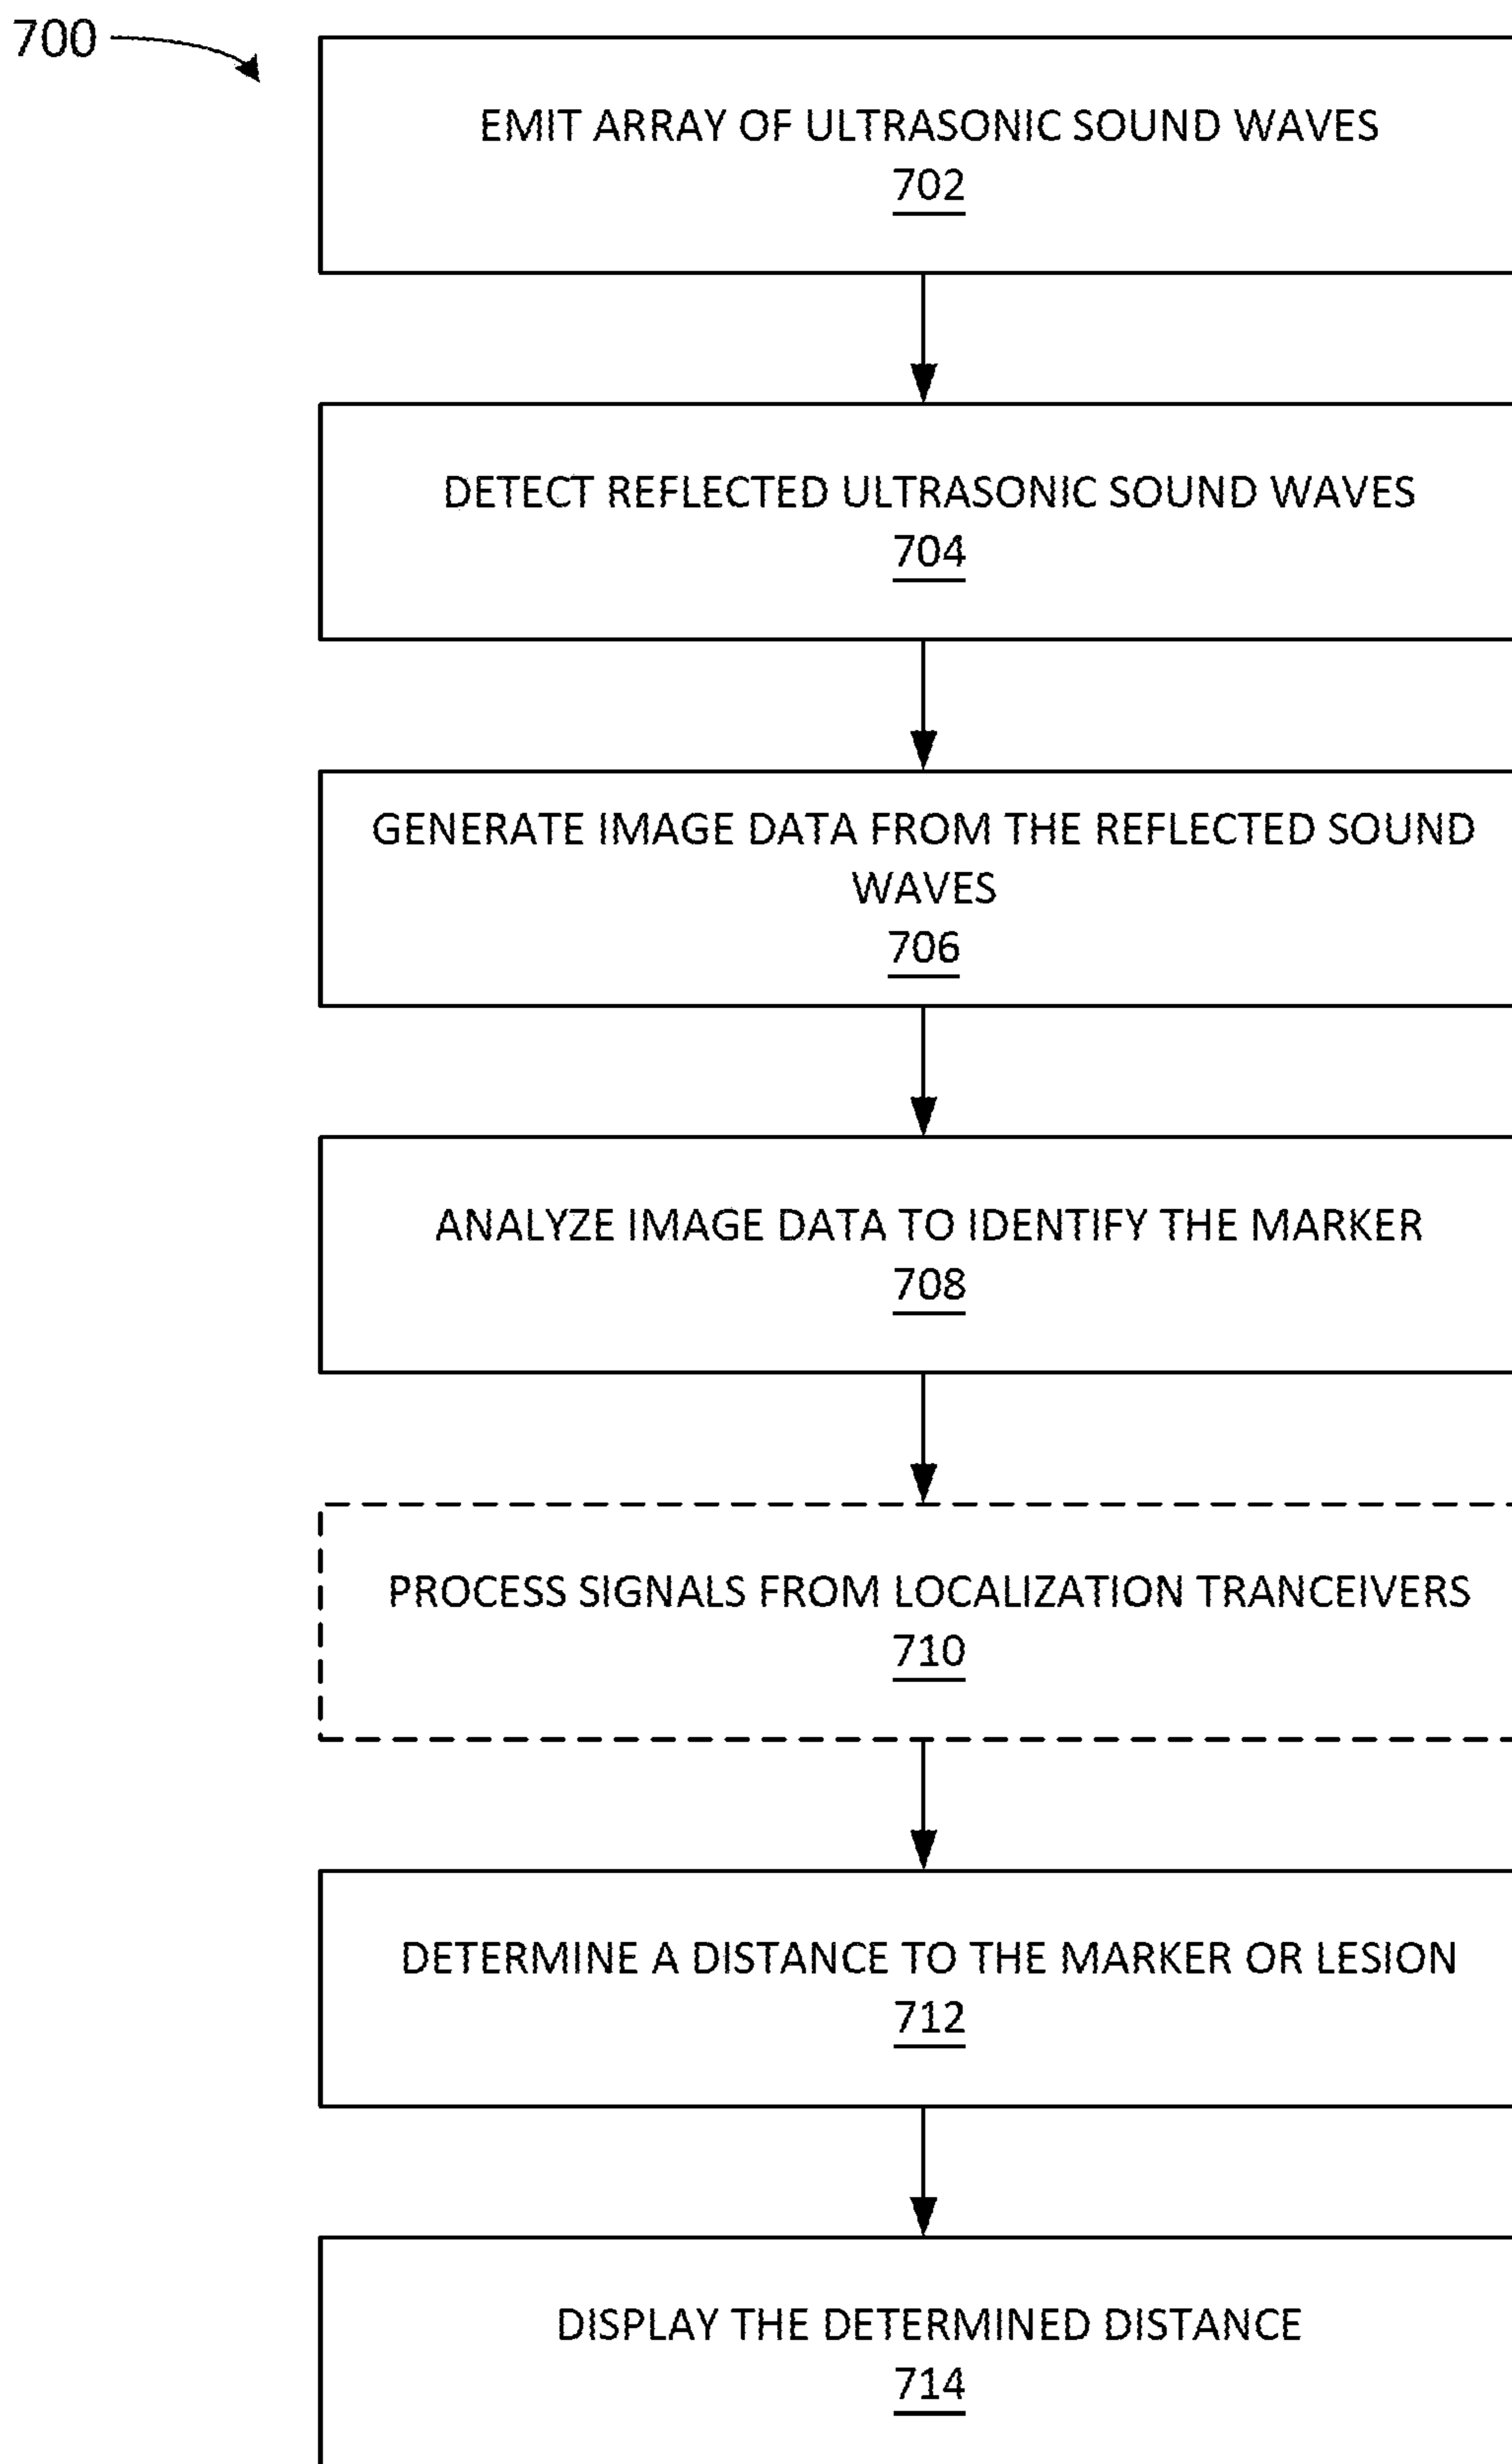 700
EMIT ARRAY OF ULTRASONIC SOUND WAVES
702
DETECT REFLECTED ULTRASONIC SOUND WAVES
704
GENERATE IMAGE DATA FROM THE REFLECTED SOUND
WAVES
706
ANALYZE IMAGE DATA TO IDENTIFY THE MARKER
708
PROCESS SIGNALS FROM LOCALIZATION TRANCEIVERS
710
DETERMINE A DISTANCE TO THE MARKER OR LESION
712
DISPLAY THE DETERMINED DISTANCE
714